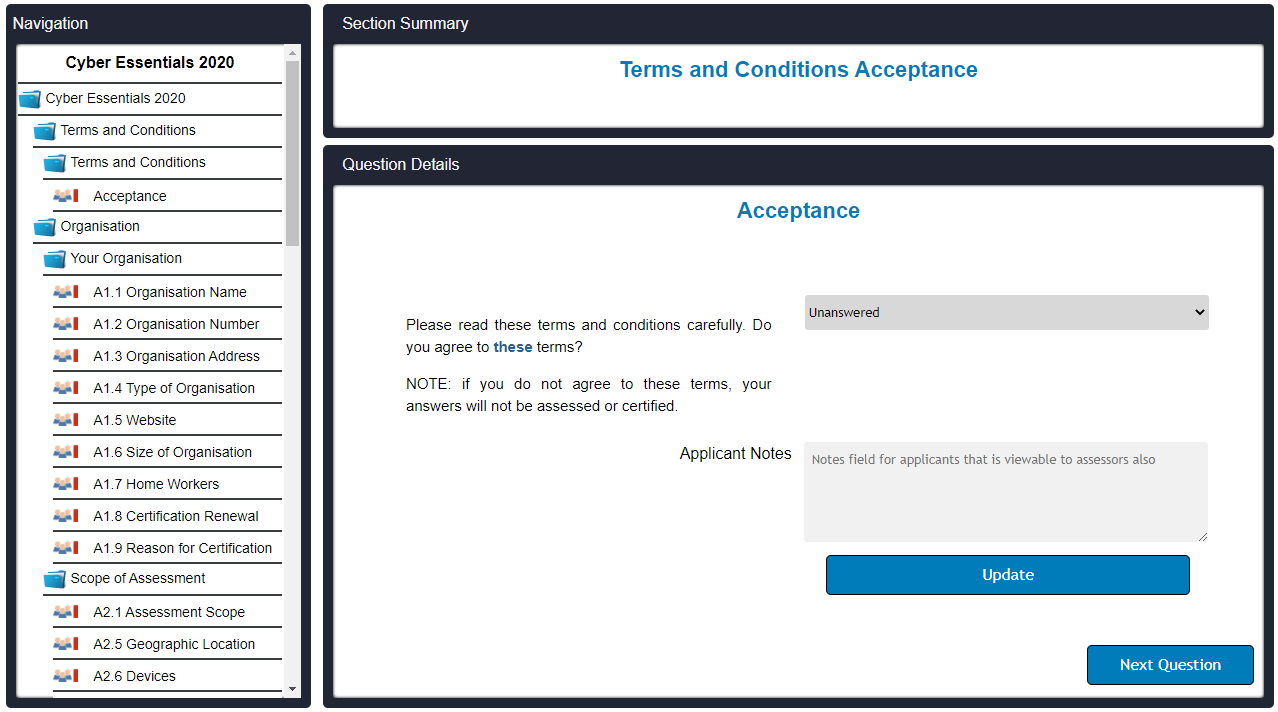 Navigation
Cyber Essentials 2020
Cyber Essentials 2020
Terms and Conditions
Terms and Conditions
Acceptance
Organisation
Your Organisation
A1.1 Organisation Name
A1.2 Organisation Number
A1.3 Organisation Address
A1.4 Type of Organisation
A1.5 Website
A1.6 Size of Organisation
A1.7 Home Workers
A1.8 Certification Renewal
A1.9 Reason for Certification
Scope of Assessment
A2.1 Assessment Scope
A2.5 Geographic Location
A2.6 Devices
Section Summary
Terms and Conditions Acceptance
Question Details
Acceptance
Please read these terms and conditions carefully. Do
you agree to these terms?
NOTE: if you do not agree to these terms, your
answers will not be assessed or certified.
Unanswered
Applicant Notes
Notes field for applicants that is viewable to assessors also
Update
Next Question